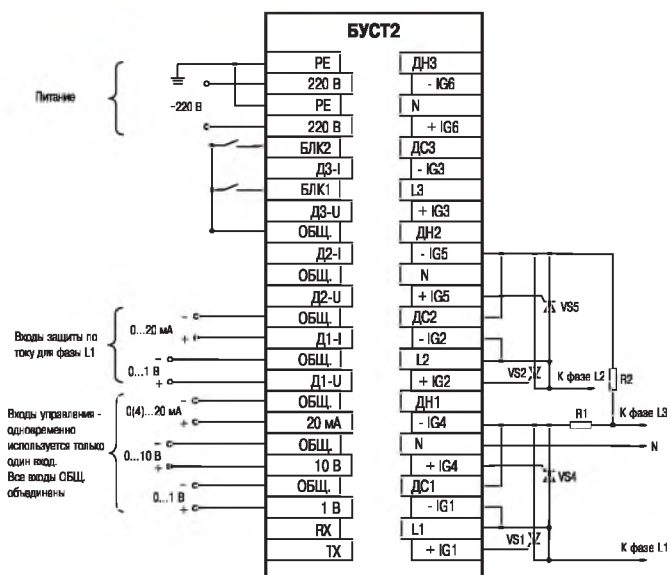 БУСТ2
PE
220 В
PE
220 В
БЛК2
Д3-I
БЛК1
Д3-U
ОБЩ.
Д2-I
ОБЩ.
Д2-U
ОБЩ.
Д1-I
ОБЩ.
Д1-U
ОБЩ.
20 мА
ОБЩ.
10 В
ОБЩ.
1 В
RX
TX
ДН3
- IG6
N
+ IG6
ДС3
- IG3
L3
+ IG3
ДН2
- IG5
N
+ IG5
ДС2
- IG2
L2
+ IG2
ДН1
- IG4
N
+ IG4
ДС1
- IG1
L1
+ IG1
Питание
~220 В
Входы защиты по
току для фазы L1
- 
0...20 мА
+
-
0...1 В
+
Входы управления -
одновременно
используется только
один вход.
Все входы ОБЩ.
объединены
-
0(4)...20 мА
+
-
0...10 В
+
-
0...1 В
+
VS5
VS2
К фазе L2
R2
R1
К фазе L3
N
VS4
VS1
К фазе L1